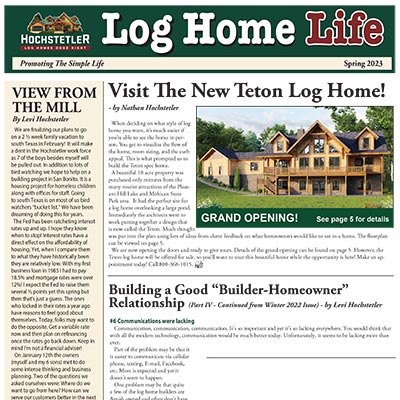 HOCHSTETLER
LOG HOMES DONE RIGHT
Log Home Life
Promoting The Simple Life
Spring 2023
VIEW FROM
THE MILL
By Levi Hochstetler
We are finalizing our plans to go
on a 2 ½ week family vacation to
south Texas in February! It will make
a dent in the Hochstetler work force
as 7 of the boys besides myself will
be pulled out. In addition to lots of
bird watching we hope to help on a
building project in San Bonito. It is a
housing project for homeless children
along with offices for staff. Going
to south Texas is on most of us bird
watchers "bucket list." We have been
dreaming of doing this for years.
The Fed has been ratcheting interest
rates up and up. I hope they know
when to stop! Interest rates have a
direct effect on the affordability of
housing. Yet, when I compare them
to what they have historically been
they are relatively low. With my first
business loan in 1985 I had to pay
18.5% and mortgage rates were over
12%! I expect the Fed to raise them
several ½ points yet this spring but
then that's just a guess. The ones
who locked in their rates a year ago
have reasons to feel good about
themselves. Today, folks may want to
do the opposite. Get a variable rate
now and then plan on refinancing
once the rates go back down. Keep in
mind I'm not a financial adviser!
On January 12th the owners
(myself and my 6 sons) met to do
some intense thinking and business
planning. Two of the questions we
asked ourselves were: Where do we
want to go from here? How can we
serve our customers better in the next
Visit The New Teton Log Home!
- by Nathan Hochstetler
When deciding on what style of log
home you want, it's much easier if
you're able to see the home in per-
son. You get to visualize the flow of
the home, room sizing, and the curb
appeal. This is what prompted us to
build the Teton spec home.
A beautiful 10 acre property was
purchased only minutes from the
many tourist attractions of the Pleas-
ant Hill Lake and Mohican State
Park area. It had the perfect site for
a log home overlooking a large pond.
Immediately the architects went to
work putting together a design that
is now called the Teton. Much thought
was put into the plan using lots of ideas from client feedback on what homeowners would like to see in a home. The floorplan
can be viewed on page 5.
We are now opening the doors and ready to give tours. Details of the grand opening can be found on page 5. However, the
Teton log home will be offered for sale, so you'll want to tour this beautiful home while the opportunity is here! Make an ap-
pointment today! Call 800-368-1015.
GRAND OPENING!
See page 5 for details
Building a Good "Builder-Homeowner"
Relationship (Part IV - Continued from Winter 2022 Issue) - by Levi Hochstetler
#6 Communications were lacking
Communication, communication, communication. It's so important and yet it's so lacking everywhere. You would think that
with all the modern technology, communication would be much better today. Unfortunately, it seems to be lacking more than
ever.
Part of the problem may be that it
is easier to communicate via cellular
phone, texting, E-mail, Facebook,
etc. More is expected and yet it
doesn't seem to happen.
One problem may be that quite
a few of the log home builders are
Amish owned and often don't have